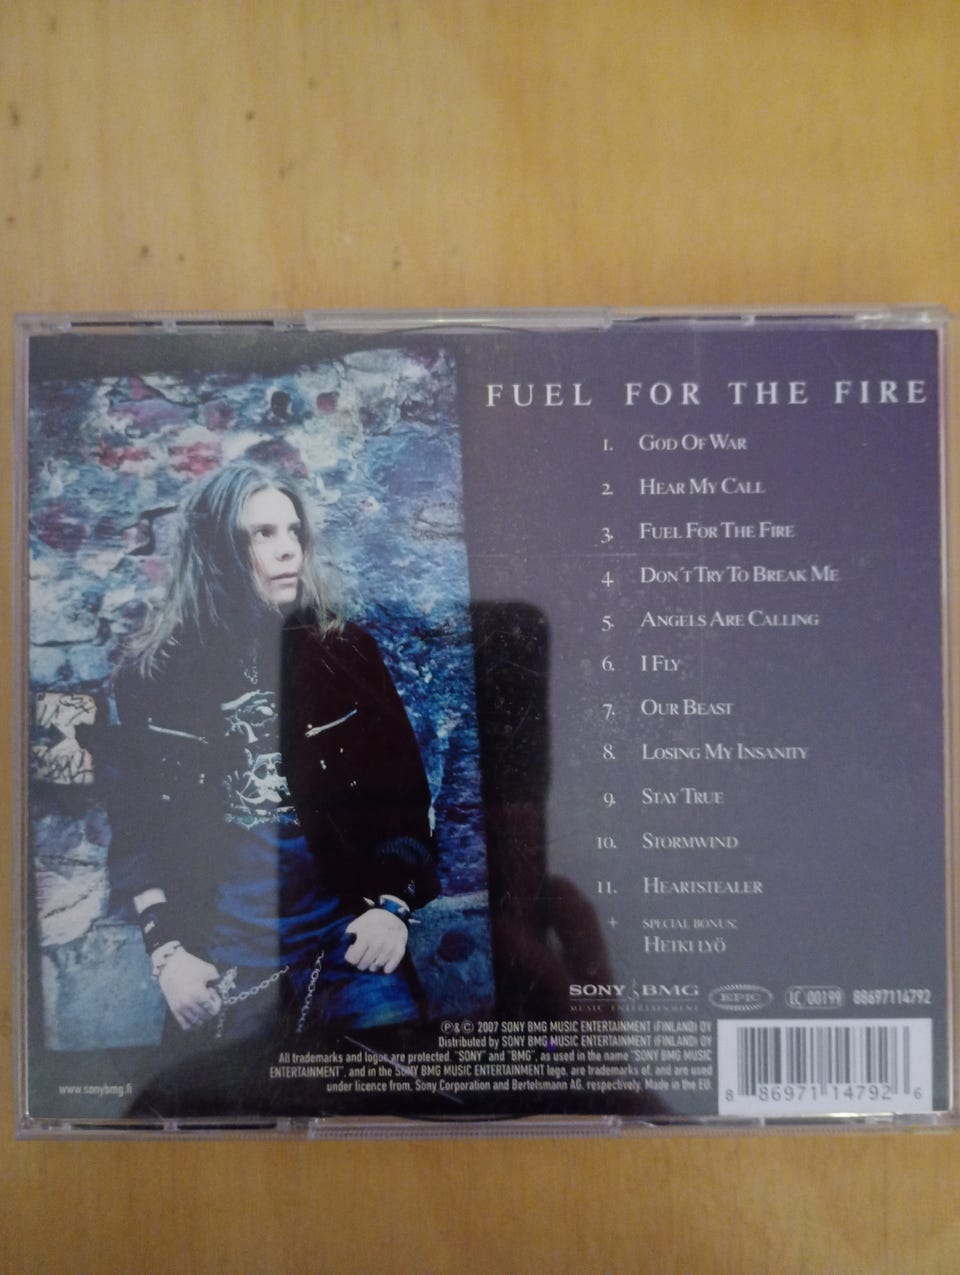 FUEL FOR THE FIRE
1. GOD OF WAR
2. HEAR MY CALL
3. FUEL FOR THE FIRE
4 DON´T TRY TO BREAK ME
5. ANGELS ARE CALLING
6. I FLY
7. OUR BEAST
8. LOSING MY INSANITY
9. STAY TRUE
10. STORMWIND
11. HEARTSTEALER
+ SPECIAL BONUS:
HETKI LYÖ
SONY BMG
MUSIC ENTERTAINMENT
EPIC
LC 00199
88697114792
℗ & © 2007 SONY BMG MUSIC ENTERTAINMENT (FINLAND) OY
Distributed by SONY BMG MUSIC ENTERTAINMENT (FINLAND) OY
All trademarks and logos are protected. "SONY" and "BMG", as used in the name "SONY BMG MUSIC
ENTERTAINMENT", and in the SONY BMG MUSIC ENTERTAINMENT logo, are trademarks of, and are used
under licence from, Sony Corporation and Bertelsmann AG, respectively. Made in the EU.
www.sonybmg.fi
8 86971 14792 6